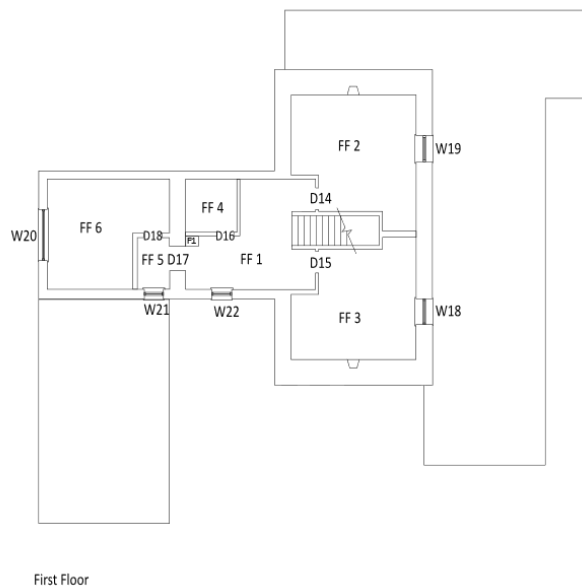 FF 2
W19
D14
FF 4
FF 6
W20
D18
D16
P1
FF 5
D17
FF 1
D15
W21
W22
FF 3
W18
First Floor